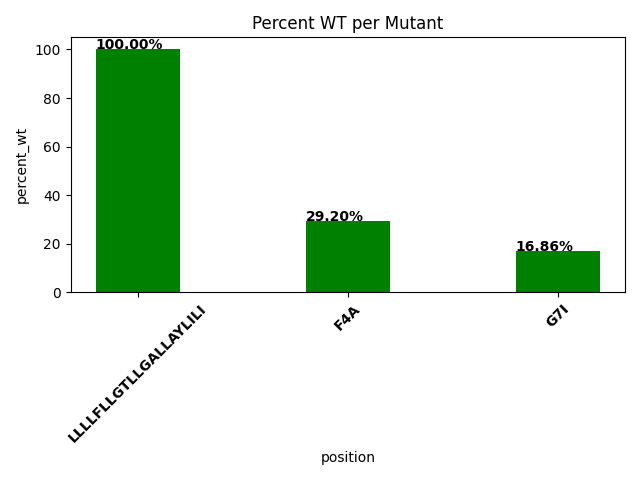 Percent WT per Mutant
percent_wt
100
80
60
40
20
0
100.00%
29.20%
16.86%
LLLLFLLGTLLGALLAYLILI
F4A
G7I
position